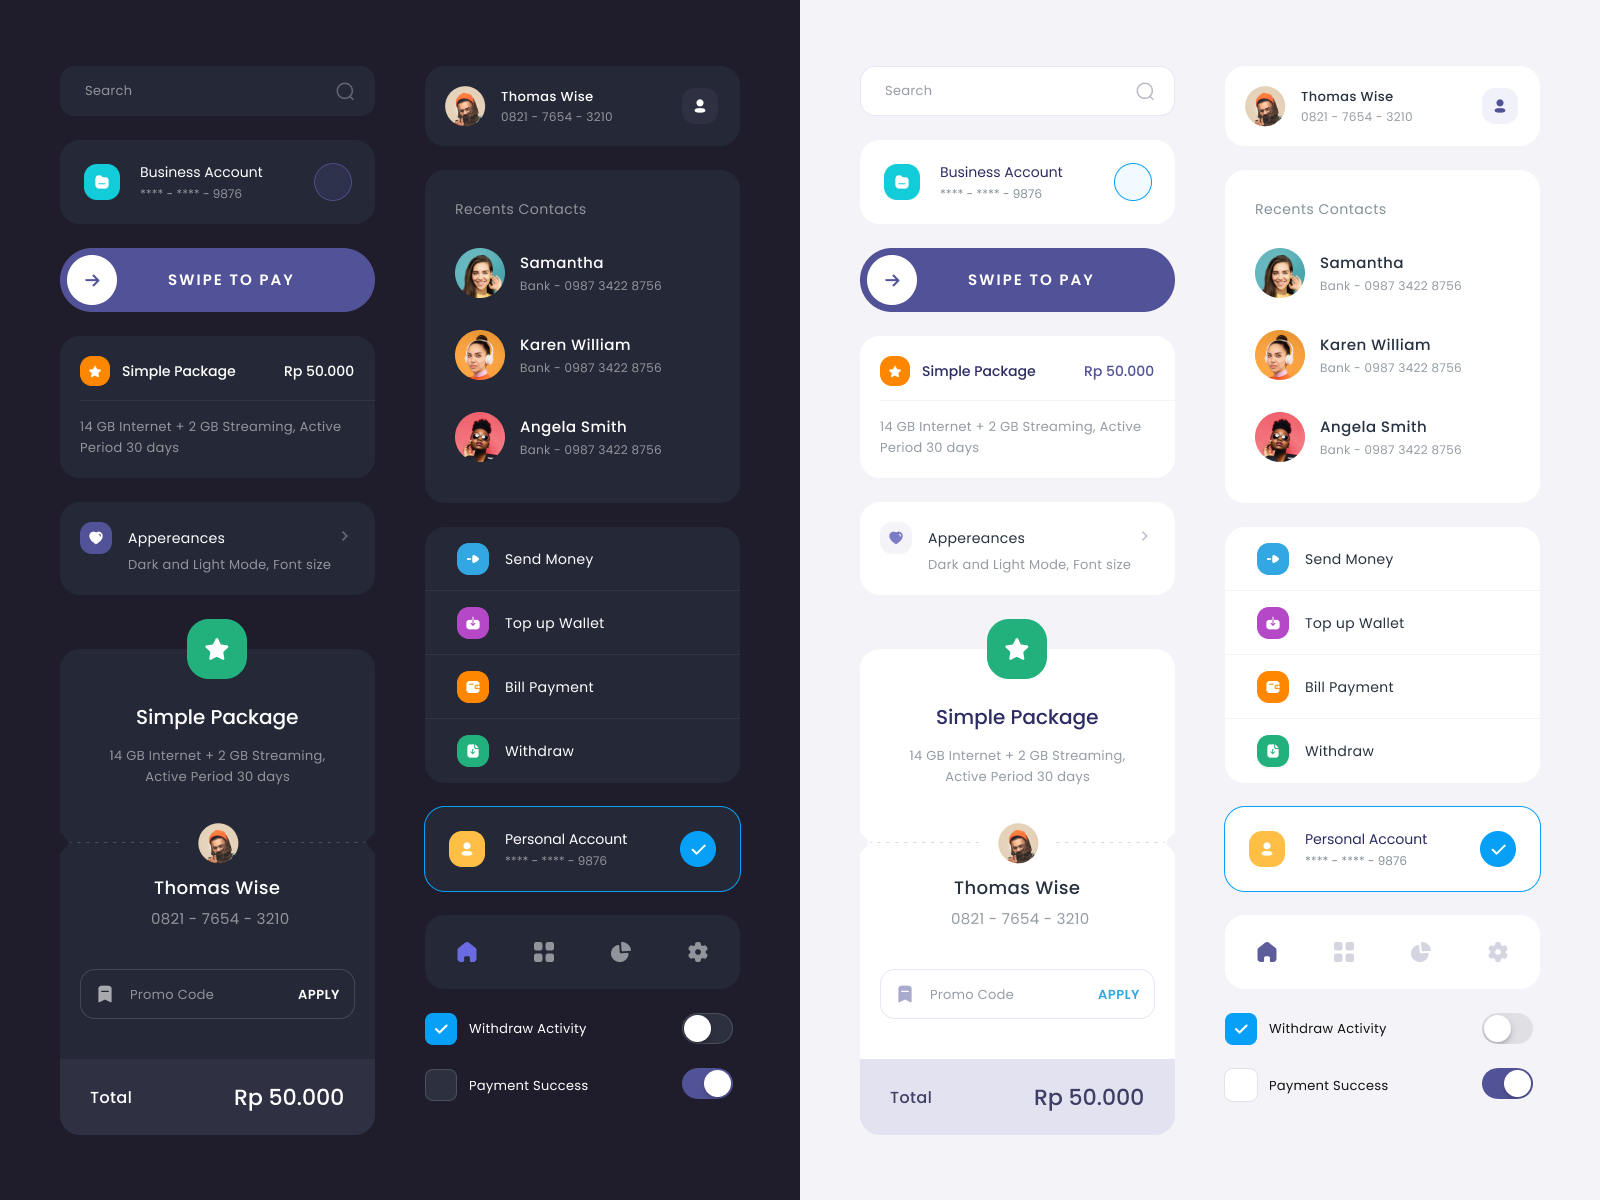 Search
Business Account
**** - **** - 9876
SWIPE TO PAY
Simple Package
Rp 50.000
14 GB Internet + 2 GB Streaming, Active
Period 30 days
Appereances
Dark and Light Mode, Font size
Simple Package
14 GB Internet + 2 GB Streaming,
Active Period 30 days
Thomas Wise
0821 - 7654 - 3210
Promo Code
APPLY
Total
Rp 50.000
Thomas Wise
0821 - 7654 - 3210
Recents Contacts
Samantha
Bank - 0987 3422 8756
Karen William
Bank - 0987 3422 8756
Angela Smith
Bank - 0987 3422 8756
Send Money
Top up Wallet
Bill Payment
Withdraw
Personal Account
**** - **** - 9876
Withdraw Activity
Payment Success
Search
Business Account
**** - **** - 9876
SWIPE TO PAY
Simple Package
Rp 50.000
14 GB Internet + 2 GB Streaming, Active
Period 30 days
Appereances
Dark and Light Mode, Font size
Simple Package
14 GB Internet + 2 GB Streaming,
Active Period 30 days
Thomas Wise
0821 - 7654 - 3210
Promo Code
APPLY
Total
Rp 50.000
Thomas Wise
0821 - 7654 - 3210
Recents Contacts
Samantha
Bank - 0987 3422 8756
Karen William
Bank - 0987 3422 8756
Angela Smith
Bank - 0987 3422 8756
Send Money
Top up Wallet
Bill Payment
Withdraw
Personal Account
**** - **** - 9876
Withdraw Activity
Payment Success